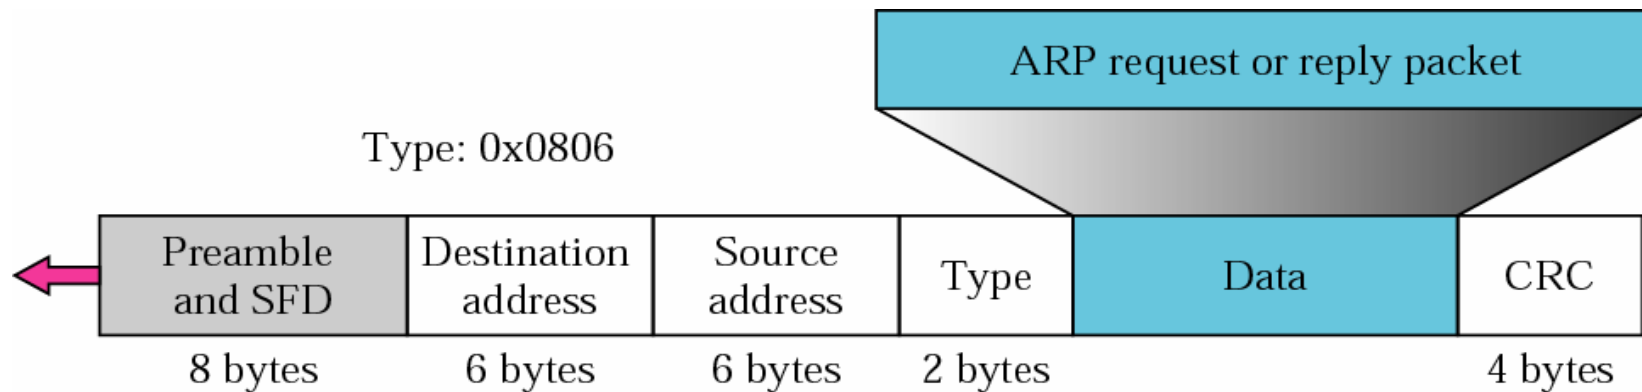 ARP request or reply packet
Type: 0x0806
Preamble
and SFD
Destination
address
Source
address
Type
Data
CRC
8 bytes
6 bytes
6 bytes
2 bytes
4 bytes